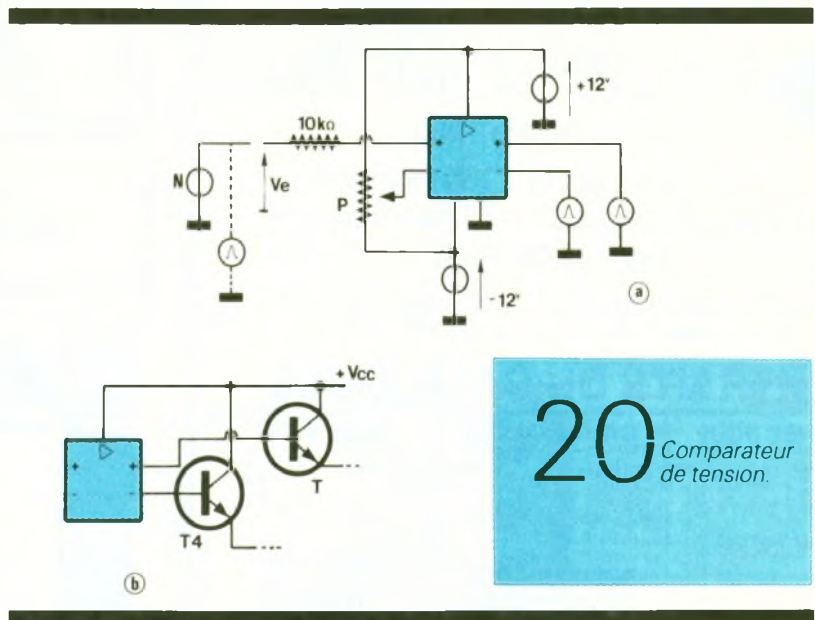 +12v
10kΩ
+ +
N
Ve
P
- -
-12v
a
+ Vcc
+ +
- -
T
T4
b
20
Comparateur
de tension.